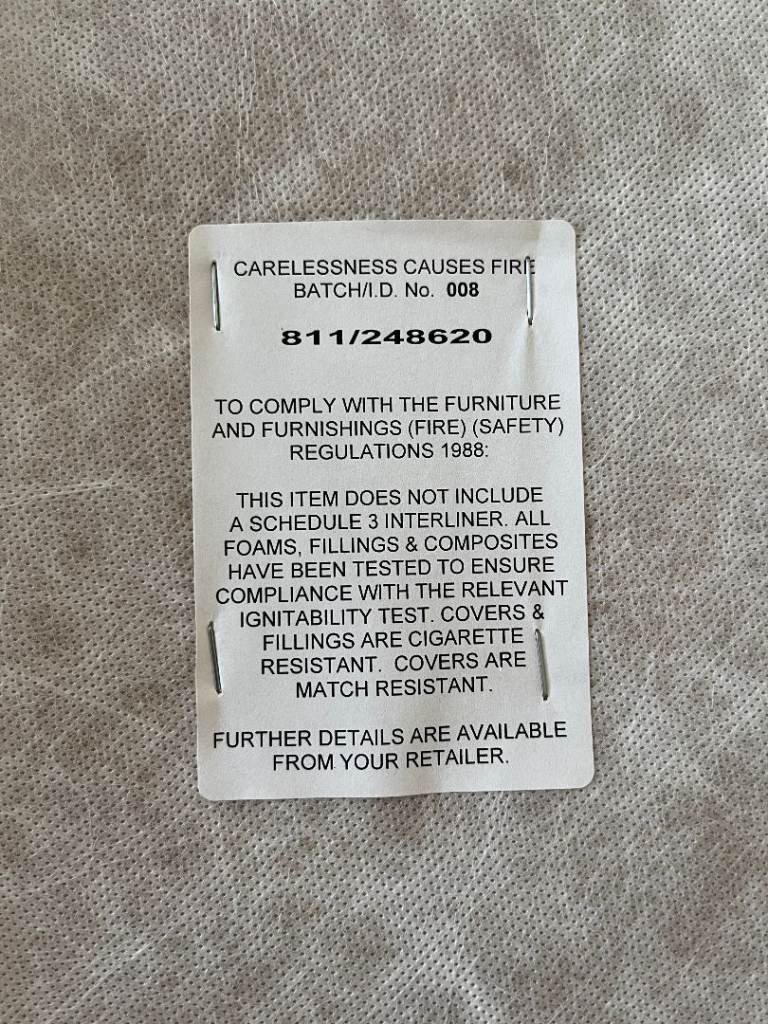 CARELESSNESS CAUSES FIRE
BATCH/I.D. No. 008
811/248620
TO COMPLY WITH THE FURNITURE
AND FURNISHINGS (FIRE) (SAFETY)
REGULATIONS 1988:
THIS ITEM DOES NOT INCLUDE
A SCHEDULE 3 INTERLINER. ALL
FOAMS, FILLINGS & COMPOSITES
HAVE BEEN TESTED TO ENSURE
COMPLIANCE WITH THE RELEVANT
IGNITABILITY TEST. COVERS &
FILLINGS ARE CIGARETTE
RESISTANT. COVERS ARE
MATCH RESISTANT.
FURTHER DETAILS ARE AVAILABLE
FROM YOUR RETAILER.